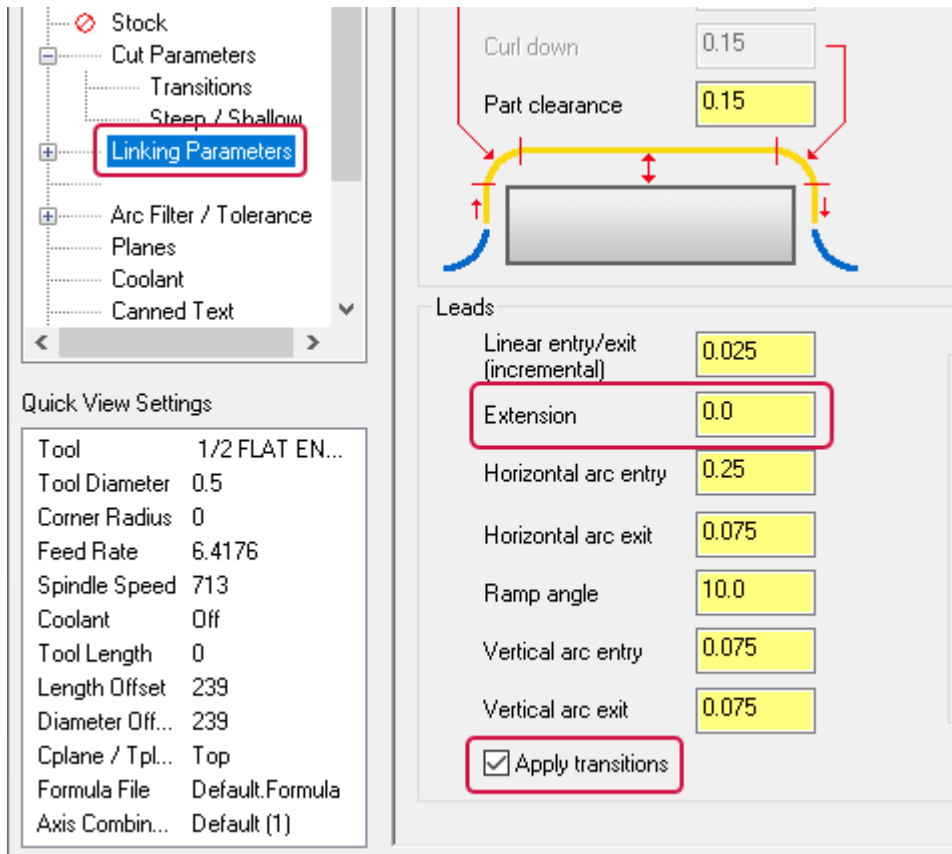 Stock
Cut Parameters
Transitions
Steep / Shallow
Linking Parameters
Arc Filter / Tolerance
Planes
Coolant
Canned Text
Quick View Settings
Tool 1/2 FLAT EN...
Tool Diameter 0.5
Corner Radius 0
Feed Rate 6.4176
Spindle Speed 713
Coolant Off
Tool Length 0
Length Offset 239
Diameter Off... 239
Cplane / Tpl... Top
Formula File Default.Formula
Axis Combin... Default (1)
Curl down 0.15
Part clearance 0.15
Leads
Linear entry/exit
(incremental) 0.025
Extension 0.0
Horizontal arc entry 0.25
Horizontal arc exit 0.075
Ramp angle 10.0
Vertical arc entry 0.075
Vertical arc exit 0.075
Apply transitions